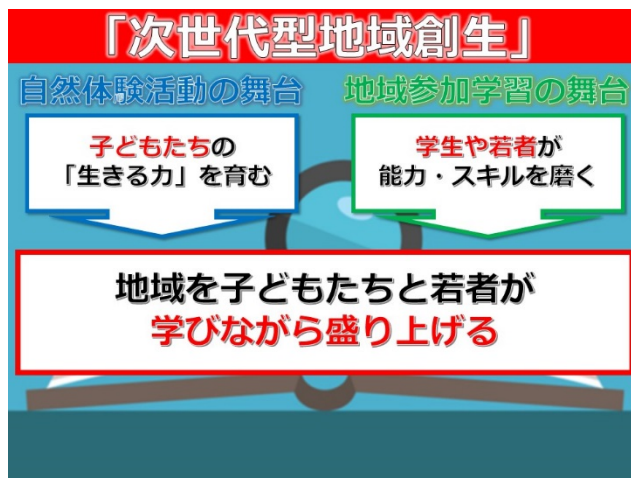 「次世代型地域創生」
自然体験活動の舞台
地域参加学習の舞台
子どもたちの
「生きる力」を育む
学生や若者が
能力・スキルを磨く
地域を子どもたちと若者が
学びながら盛り上げる